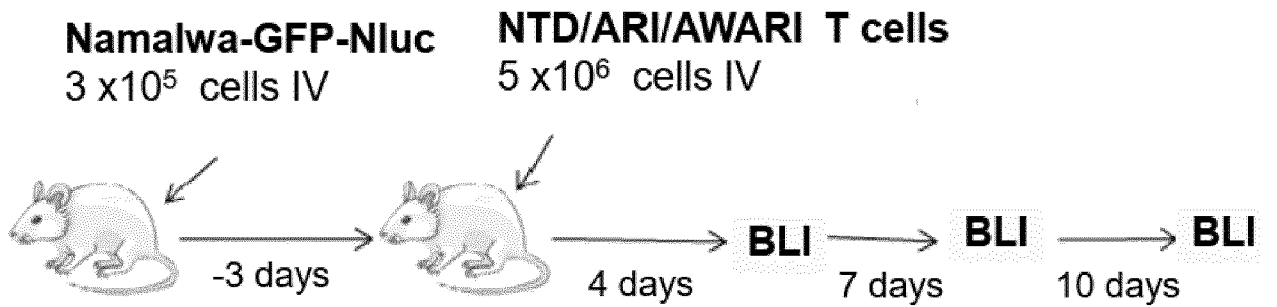 Namalwa-GFP-Nluc
3 x10⁵ cells IV
NTD/ARI/AWARI T cells
5 x10⁶ cells IV
-3 days
4 days
BLI
7 days
BLI
10 days
BLI